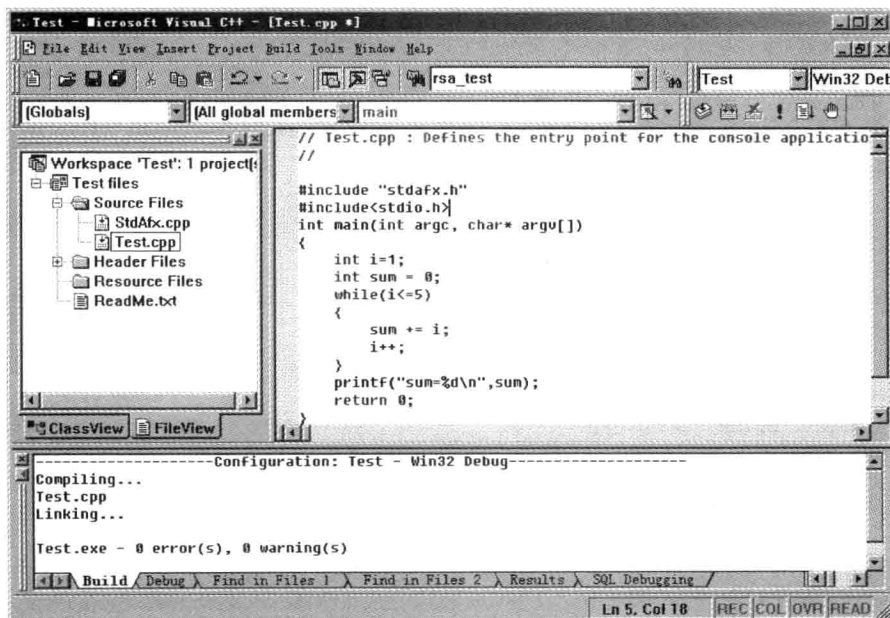 Test - Microsoft Visual C++ - [Test.cpp *]
File Edit View Insert Project Build Tools Window Help
rsa_test
Test
Win32 Deb
(Globals)
(All global members
main
Workspace 'Test': 1 project(s
Test files
Source Files
StdAfx.cpp
Test.cpp
Header Files
Resource Files
ReadMe.txt
ClassView
FileView
// Test.cpp : Defines the entry point for the console applicatio
//
#include "stdafx.h"
#include<stdio.h>
int main(int argc, char* argv[])
{
int i=1;
int sum = 0;
while(i<=5)
{
sum += i;
i++;
}
printf("sum=%d\n",sum);
return 0;
}
--------------------Configuration: Test - Win32 Debug--------------------
Compiling...
Test.cpp
Linking...
Test.exe - 0 error(s), 0 warning(s)
Build Debug Find in Files 1 Find in Files 2 Results SQL Debugging
Ln 5, Col 18 REC COL OVR READ